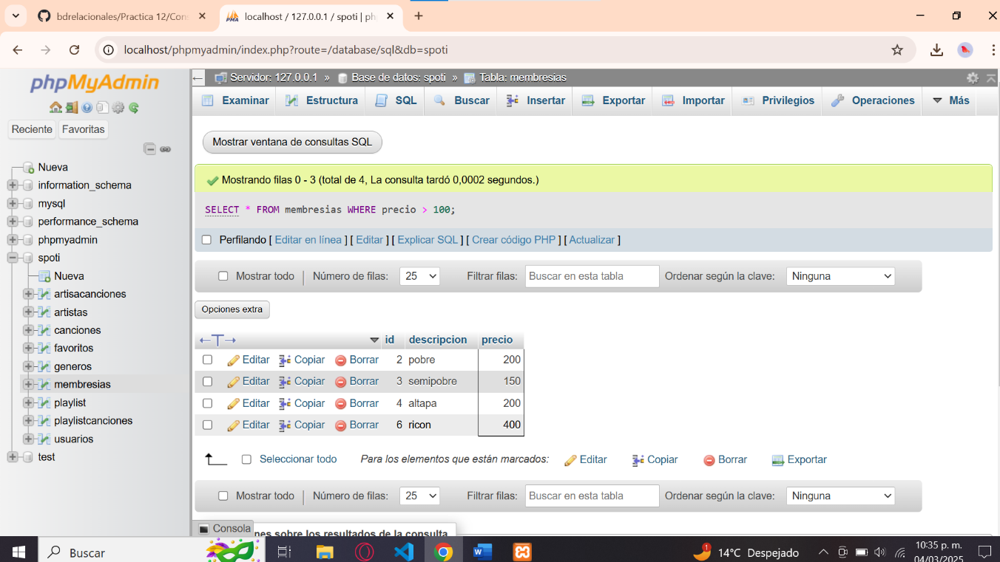 bdrelacionales/Practica 12/Con
localhost / 127.0.0.1 / spoti | ph
localhost/phpmyadmin/index.php?route=/database/sql&db=spoti
phpMyAdmin
Reciente Favoritas
Nueva
information_schema
mysql
performance_schema
phpmyadmin
spoti
Nueva
artisacanciones
artistas
canciones
favoritos
generos
membresias
playlist
playlistcanciones
usuarios
test
Servidor: 127.0.0.1 » Base de datos: spoti » Tabla: membresias
Examinar Estructura SQL Buscar Insertar Exportar Importar Privilegios Operaciones Más
Mostrar ventana de consultas SQL
Mostrando filas 0 - 3 (total de 4, La consulta tardó 0,0002 segundos.)
SELECT * FROM membresias WHERE precio > 100;
Perfilando [ Editar en línea ] [ Editar ] [ Explicar SQL ] [ Crear código PHP ] [ Actualizar ]
Mostrar todo | Número de filas: 25 Filtrar filas: Buscar en esta tabla Ordenar según la clave: Ninguna
Opciones extra
←T→ id descripcion precio
Editar Copiar Borrar 2 pobre 200
Editar Copiar Borrar 3 semipobre 150
Editar Copiar Borrar 4 altapa 200
Editar Copiar Borrar 6 ricon 400
Seleccionar todo Para los elementos que están marcados: Editar Copiar Borrar Exportar
Mostrar todo | Número de filas: 25 Filtrar filas: Buscar en esta tabla Ordenar según la clave: Ninguna
Consola nes sobre los resultados de la consulta
Buscar
1 14°C Despejado
10:35 p. m.
04/03/2025